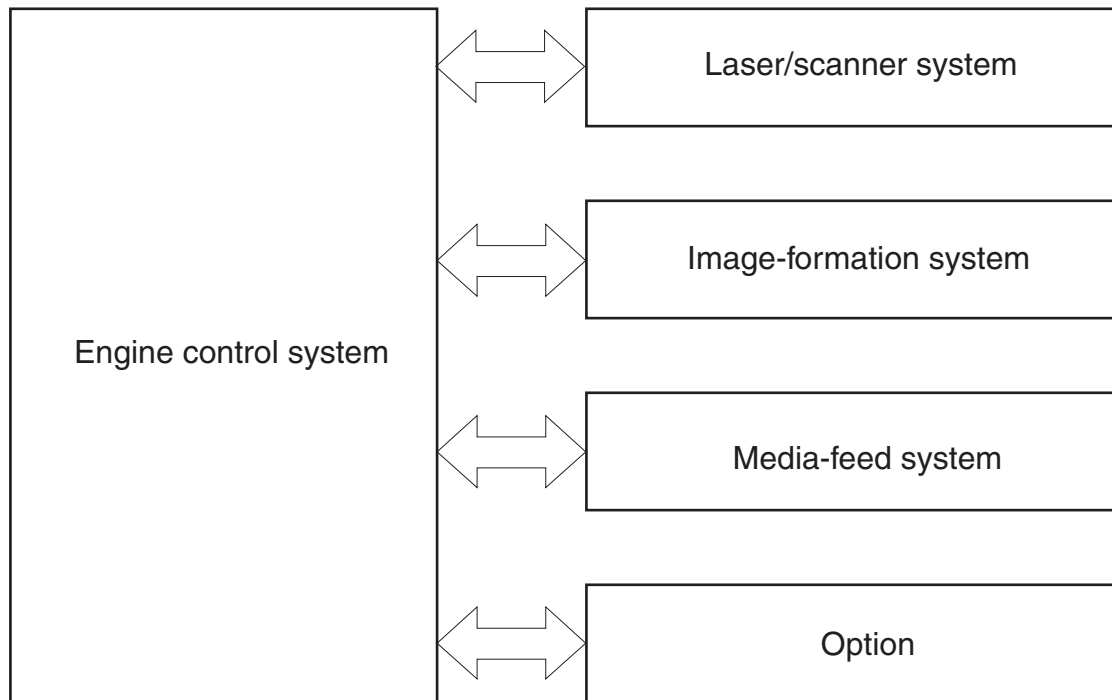 Laser/scanner system
Image-formation system
Engine control system
Media-feed system
Option